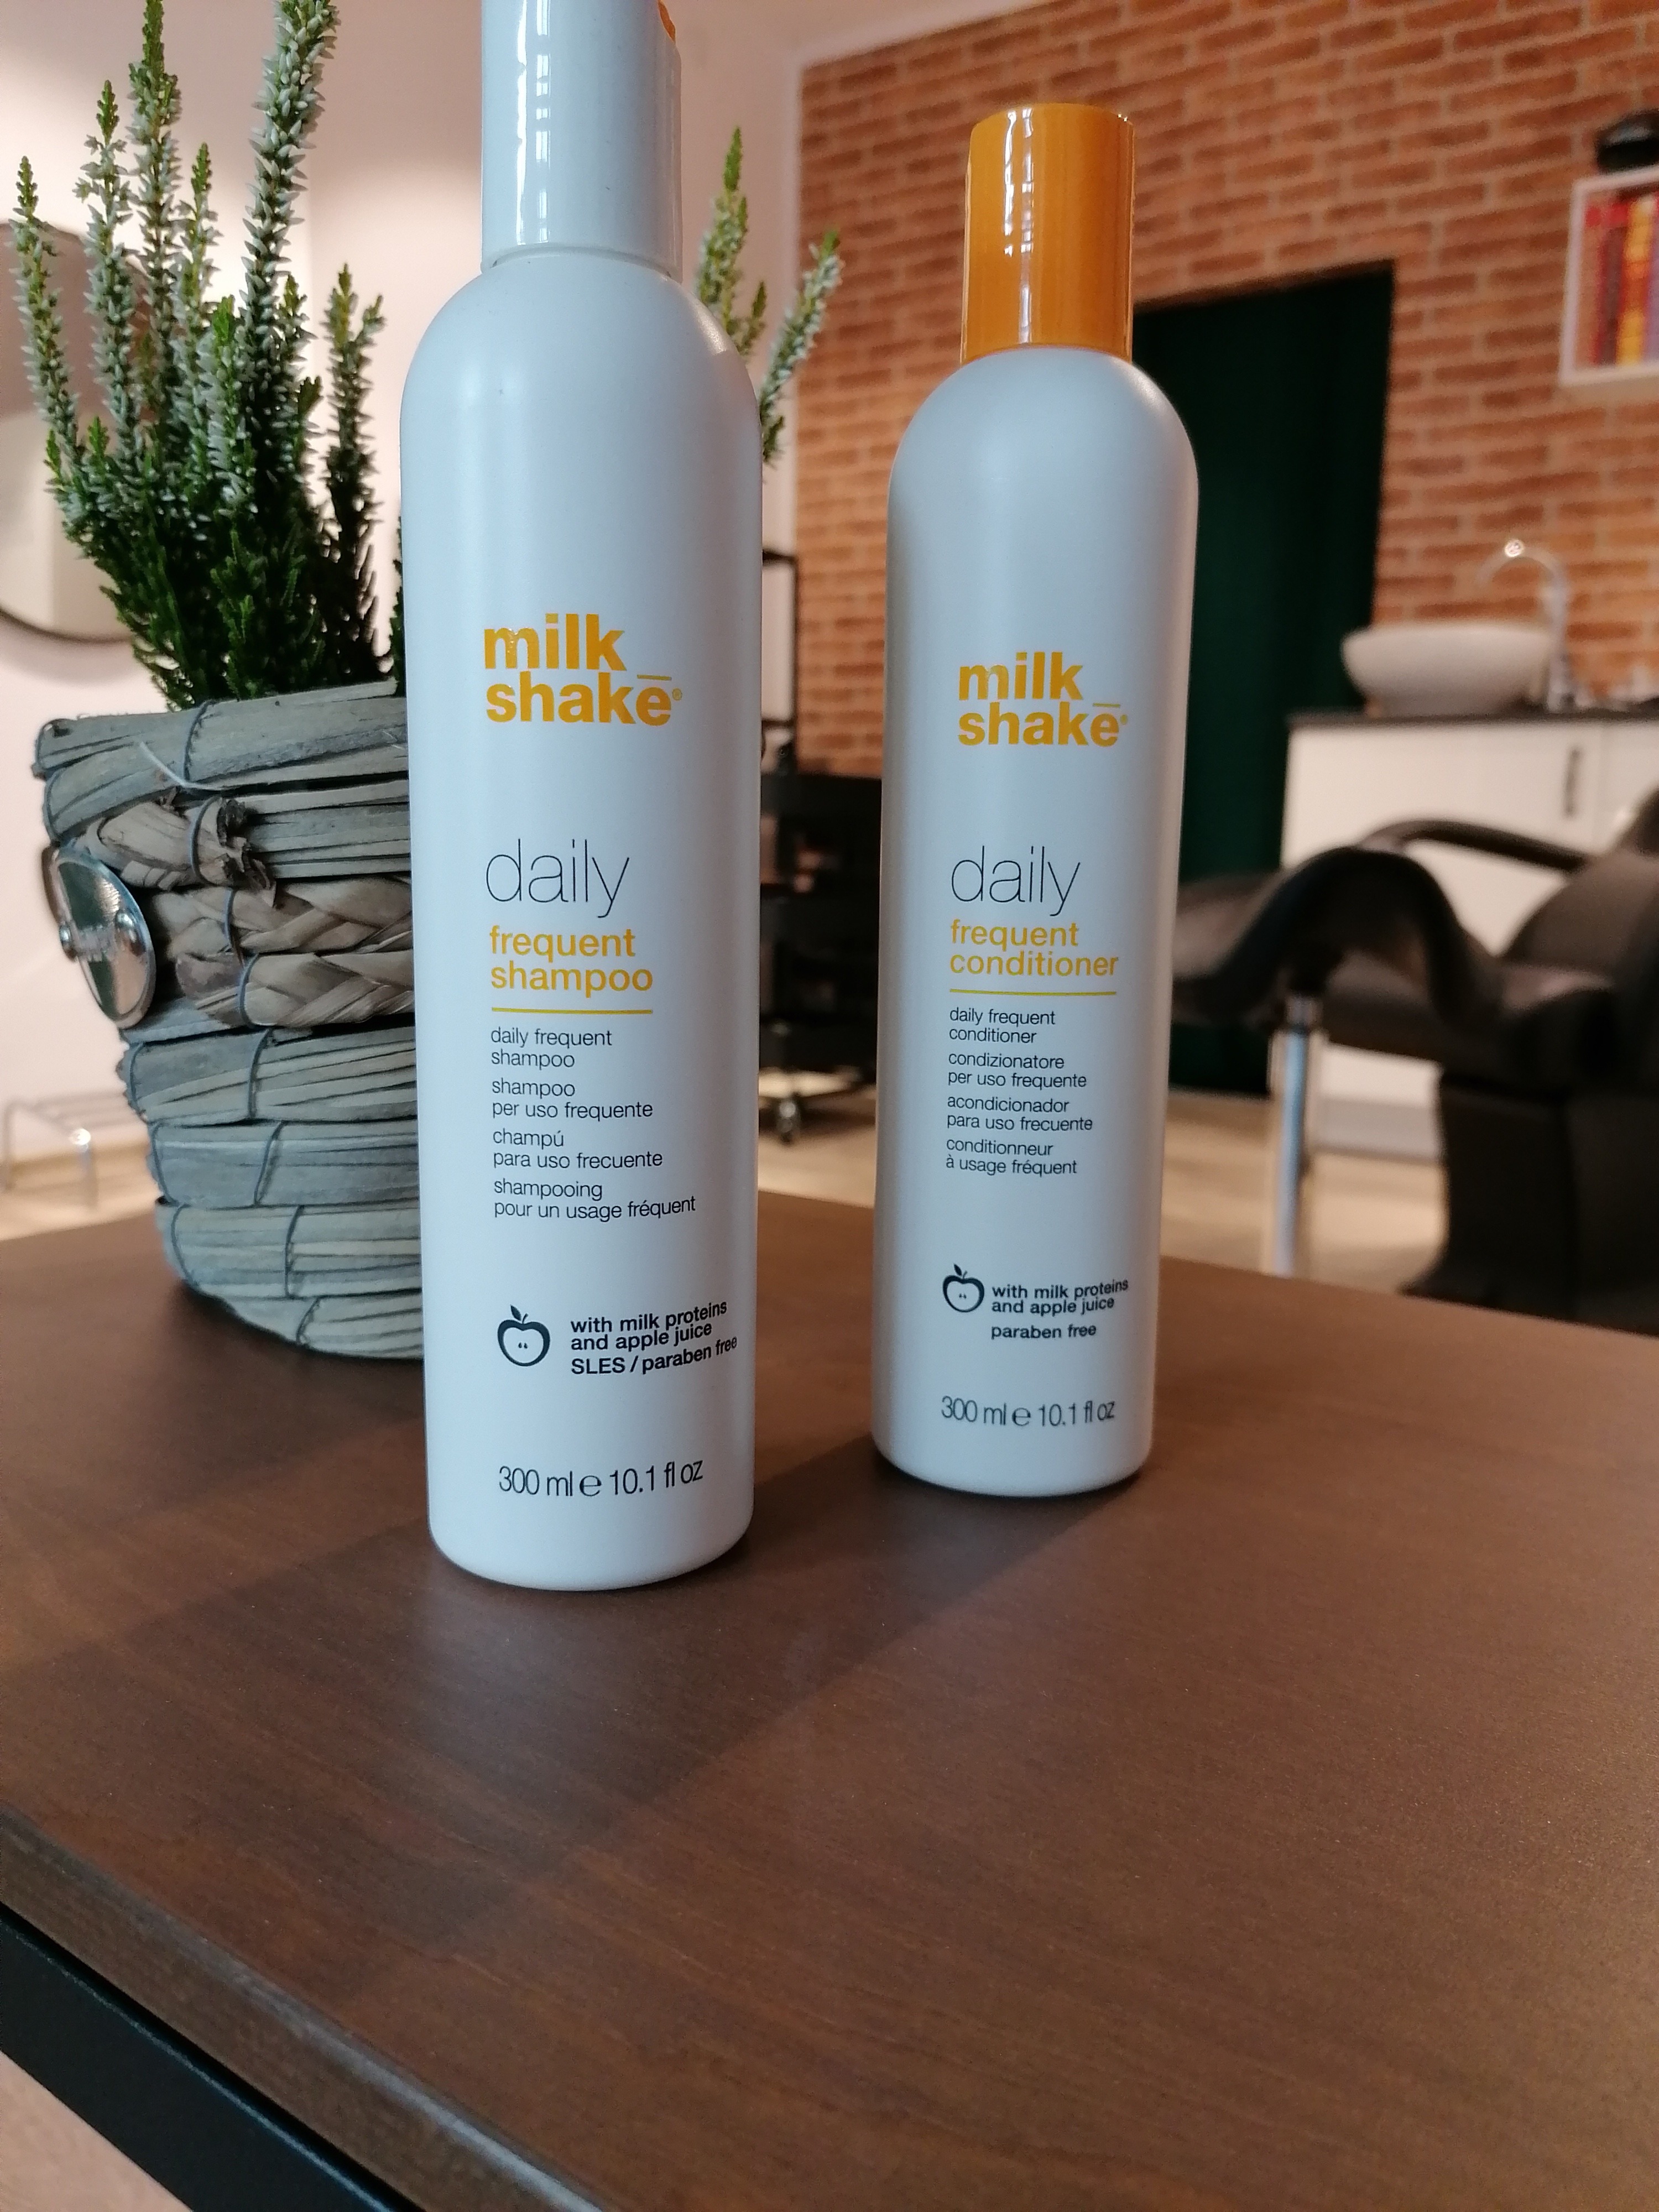 milk
shake®
daily
frequent
shampoo
daily frequent
shampoo
shampoo
per uso frequente
champú
para uso frecuente
shampooing
pour un usage fréquent
with milk proteins
and apple juice
SLES / paraben free
300 ml ℮ 10.1 fl oz
milk
shake®
daily
frequent
conditioner
daily frequent
conditioner
condizionatore
per uso frequente
acondicionador
para uso frecuente
conditionneur
à usage fréquent
with milk proteins
and apple juice
paraben free
300 ml ℮ 10.1 fl oz